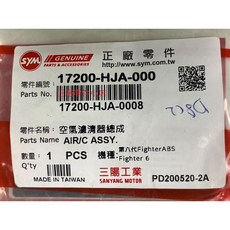 SYM
GENUINE
PARTS & ACCESSORIES
正廠零件
www.sym.com.tw
零件編號:
Parts No.
17200-HJA-000
17200-HJA-0008
零件名稱: 空氣濾清器總成
Parts Name AIR/C ASSY.
數量: 1 PCS 機種: 第六代FighterABS
Q'ty Fighter 6
MADE IN TAIWAN
三陽工業
SANYANG MOTOR
PD200520-2A